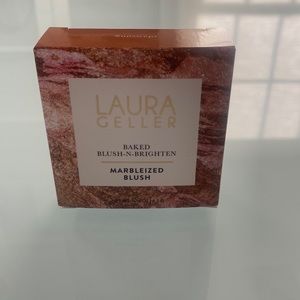 LAURA
GELLER
BAKED
BLUSH-N-BRIGHTEN
MARBLEIZED
BLUSH